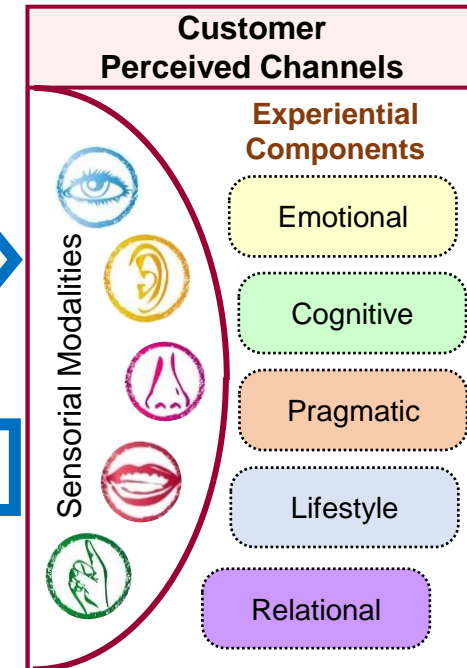 Customer
Perceived Channels
Sensorial Modalities
Experiential
Components
Emotional
Cognitive
Pragmatic
Lifestyle
Relational